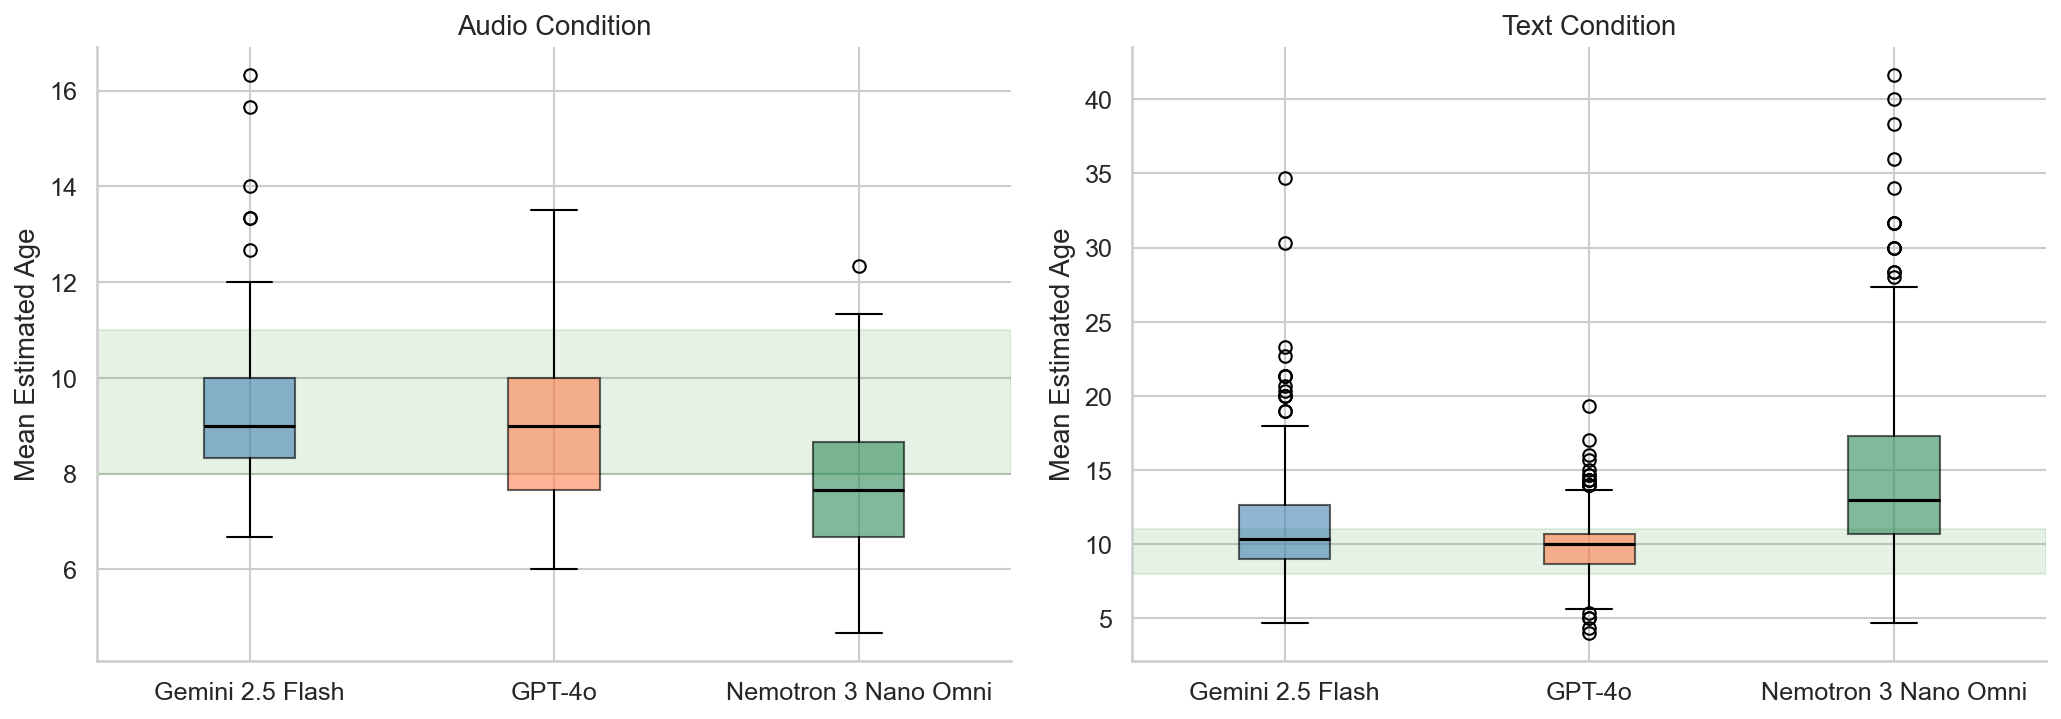 Audio Condition
Mean Estimated Age
16
14
12
10
8
6
Gemini 2.5 Flash GPT-4o Nemotron 3 Nano Omni
Text Condition
Mean Estimated Age
40
35
30
25
20
15
10
5
Gemini 2.5 Flash GPT-4o Nemotron 3 Nano Omni